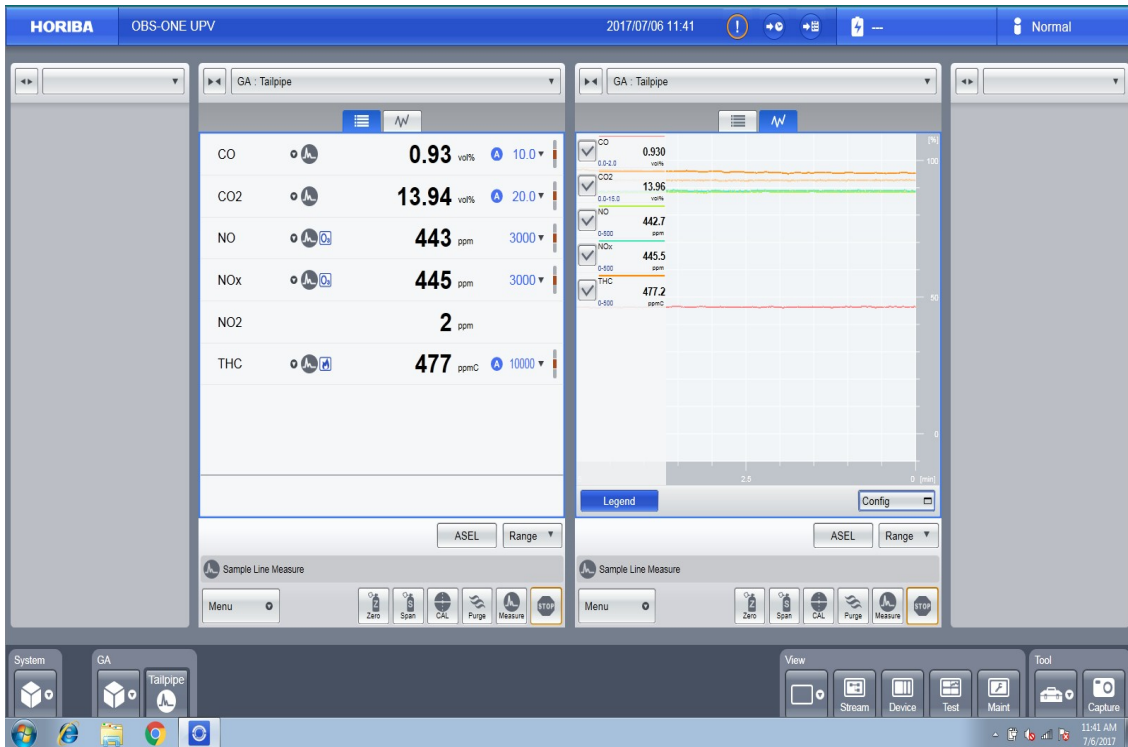 HORIBA OBS-ONE UPV 2017/07/06 11:41 --- Normal
GA : Tailpipe
CO 0.93 vol% A 10.0
CO2 13.94 vol% A 20.0
NO O3 443 ppm 3000
NOx O3 445 ppm 3000
NO2 2 ppm
THC 477 ppmC A 10000
ASEL Range
Sample Line Measure
Menu Z Zero S Span CAL Purge Measure STOP
GA : Tailpipe
[%]
CO 0.930
0.0-2.0 vol%
100
CO2 13.96
0.0-15.0 vol%
NO 442.7
0-500 ppm
NOx 445.5
0-500 ppm
THC 477.2
0-500 ppmC
50
0
2.5 0 [min]
Legend Config
ASEL Range
Sample Line Measure
Menu Z Zero S Span CAL Purge Measure STOP
System GA View Tool
Tailpipe
Stream Device Test Maint Capture
11:41 AM
7/6/2017